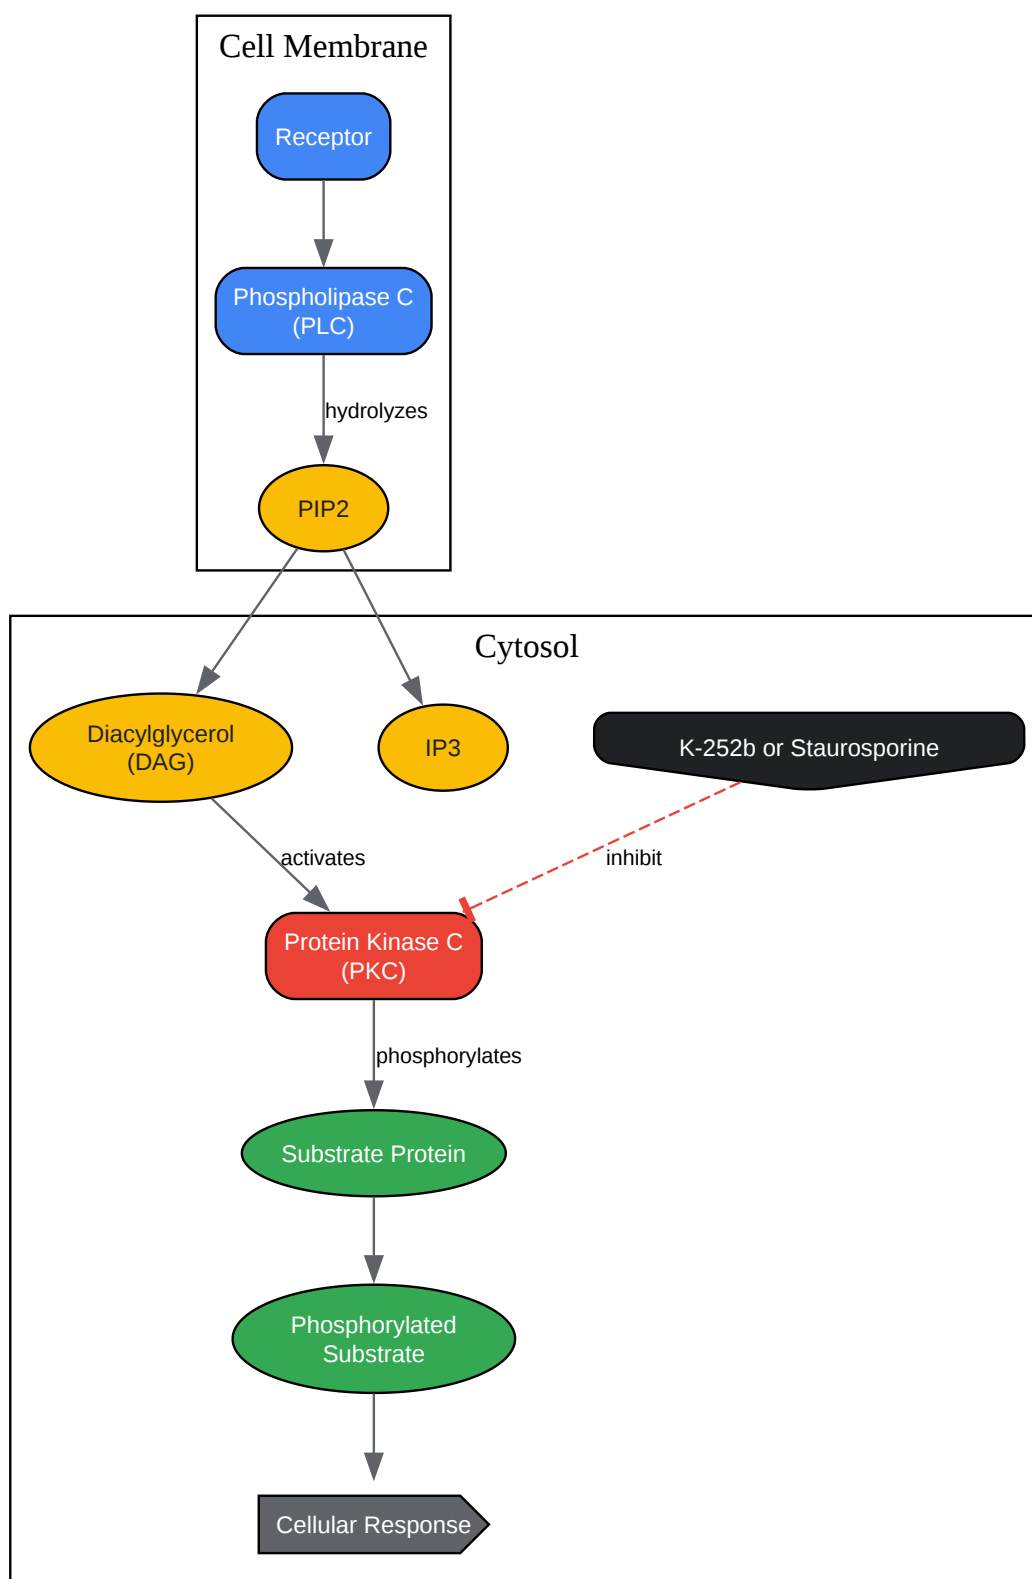 Cell Membrane
Receptor
Phospholipase C
(PLC)
hydrolyzes
PIP2
Cytosol
Diacylglycerol
(DAG)
IP3
K-252b or Staurosporine
activates
inhibit
Protein Kinase C
(PKC)
phosphorylates
Substrate Protein
Phosphorylated
Substrate
Cellular Response